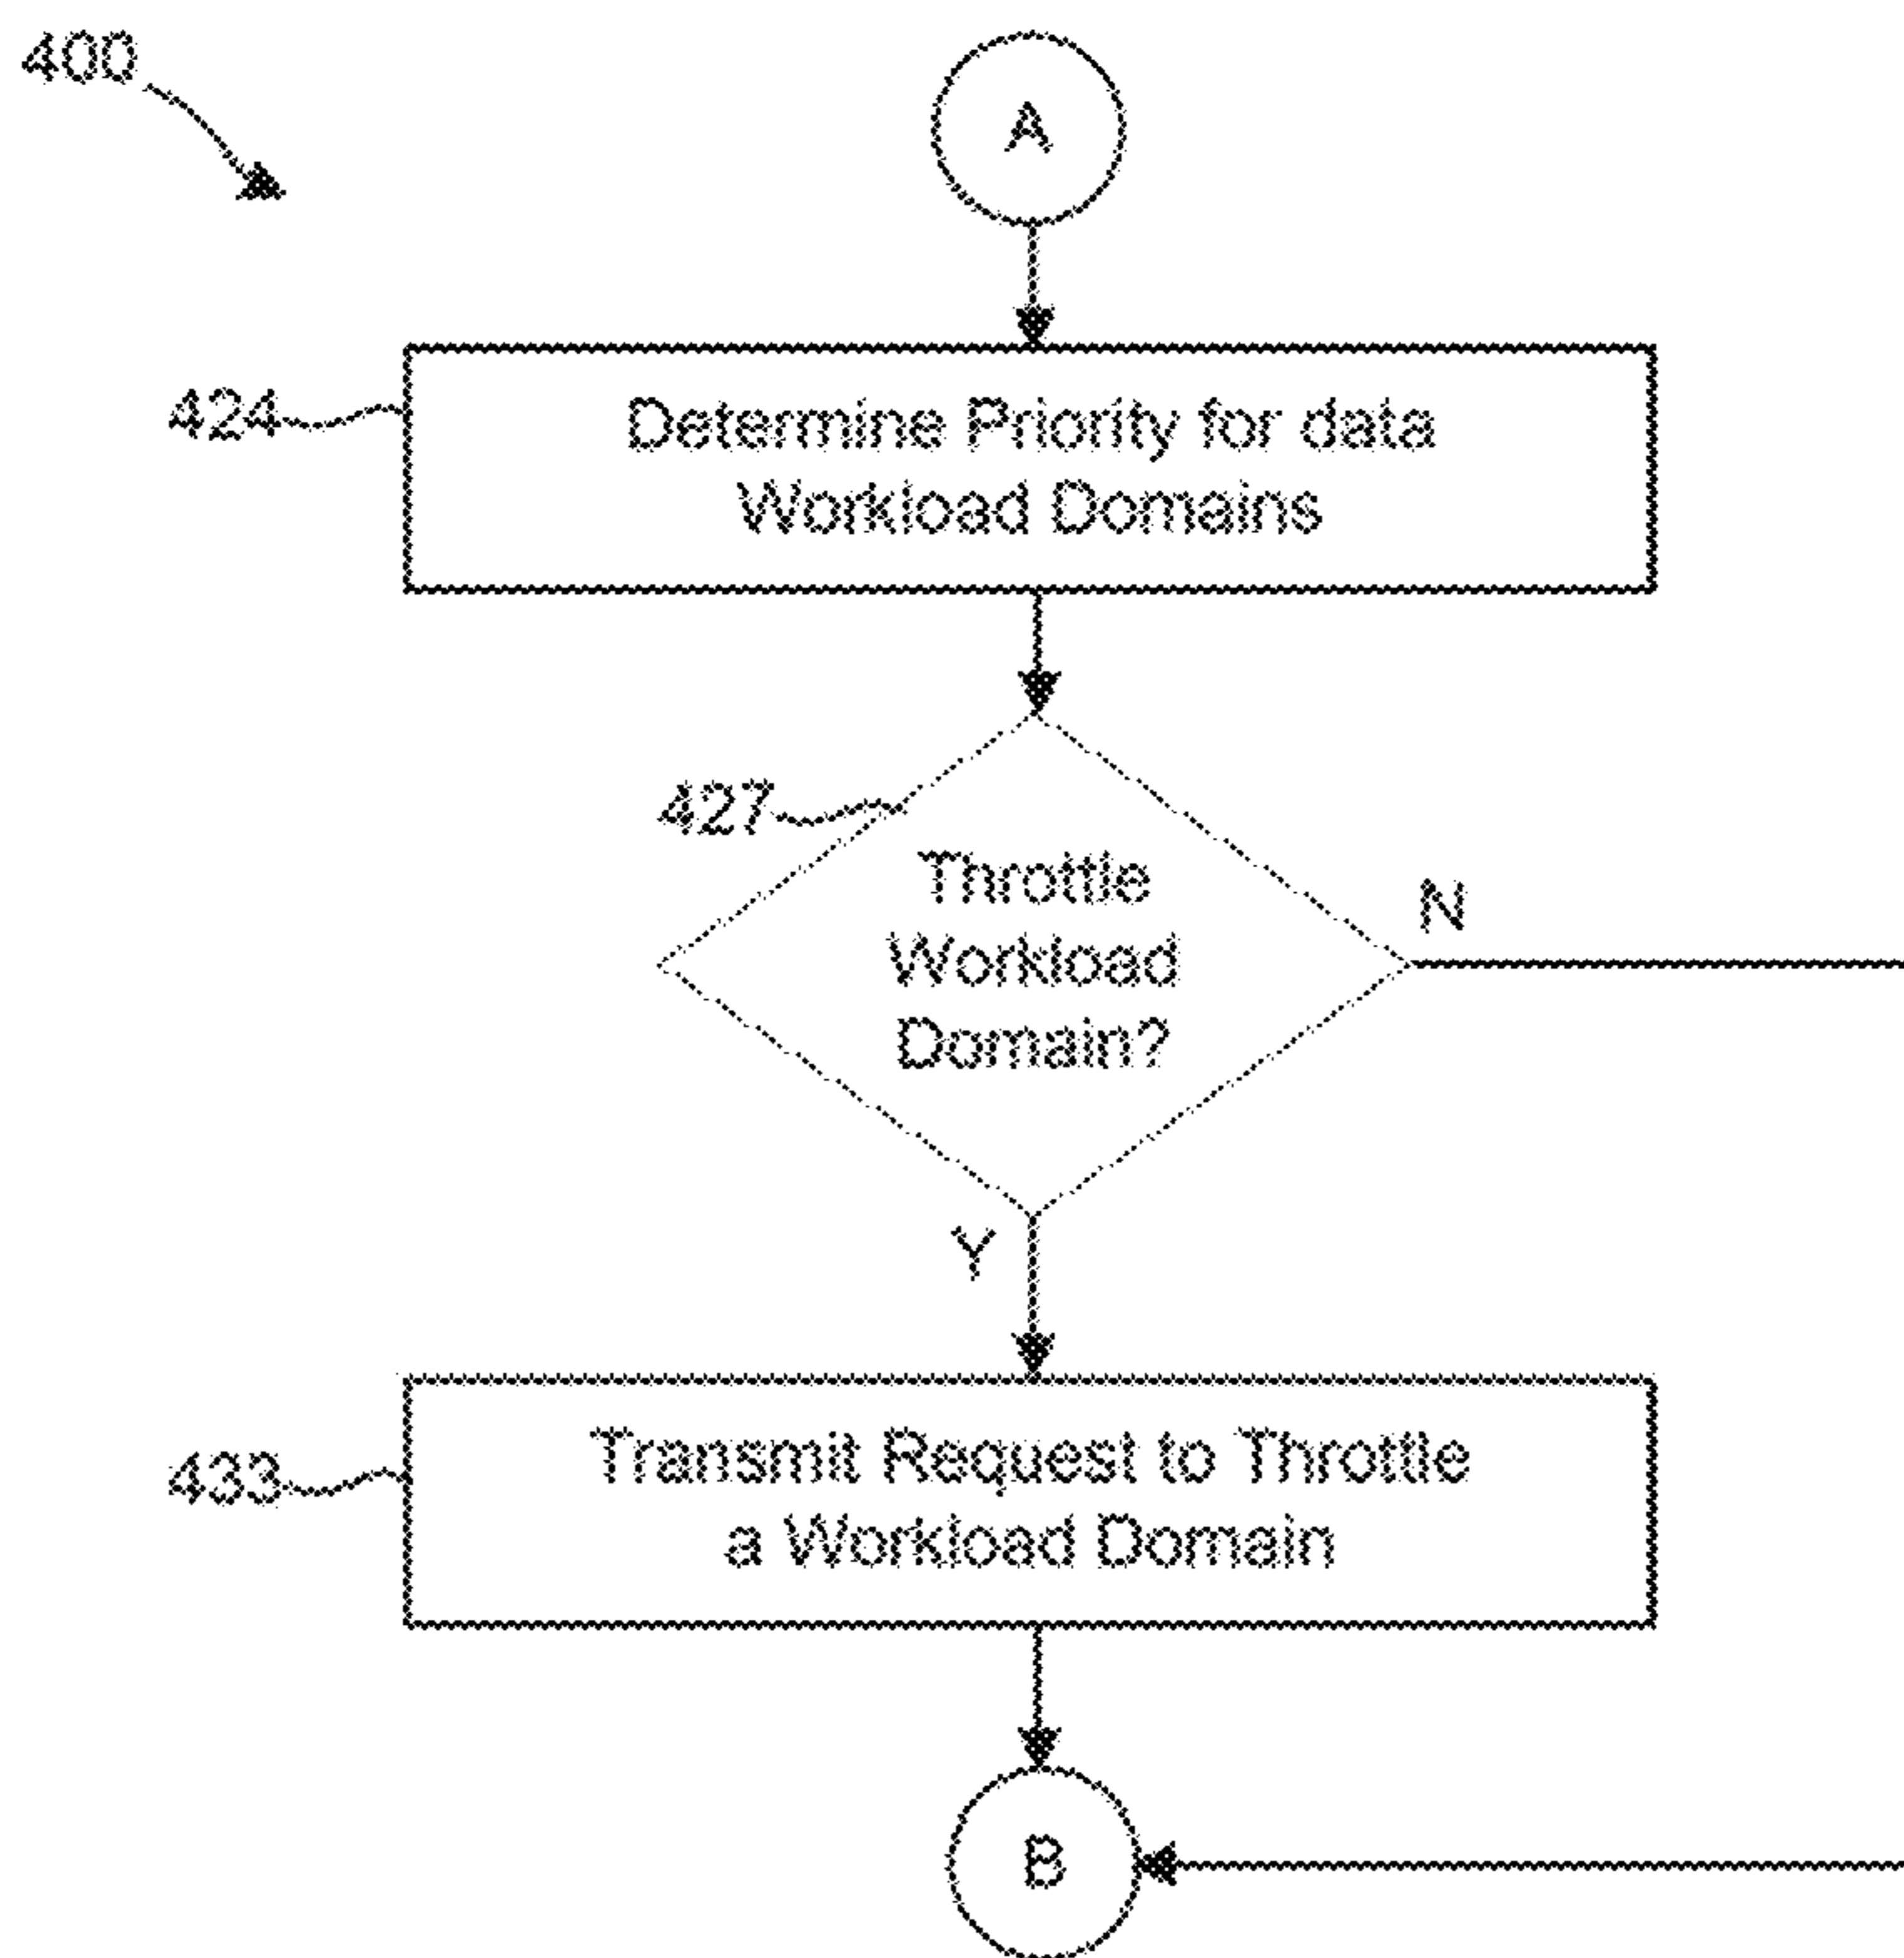 400
A
424
Determine Priority for data
Workload Domains
427
Throttle
Workload
Domain?
N
Y
433
Transmit Request to Throttle
a Workload Domain
B